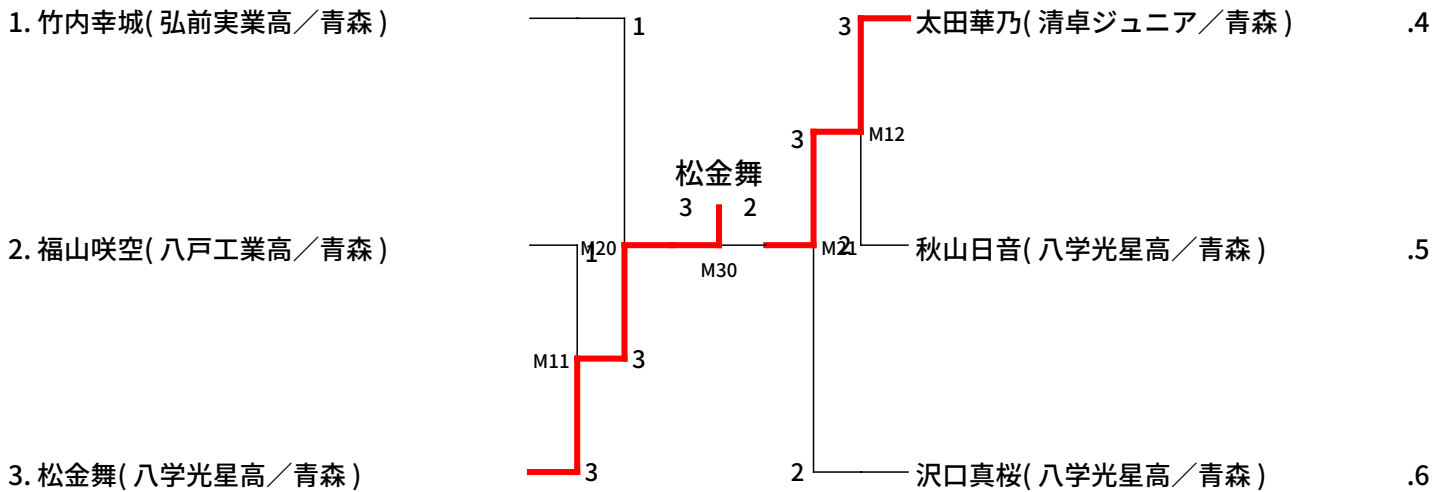 1. 竹内幸城( 弘前実業高／青森 )
1
3
太田華乃( 清卓ジュニア／青森 ) .4
3
M12
松金舞
3 2
2. 福山咲空( 八戸工業高／青森 )
1
M20
M30
M21
2
秋山日音( 八学光星高／青森 ) .5
M11
3
3. 松金舞( 八学光星高／青森 )
3
2
沢口真桜( 八学光星高／青森 ) .6